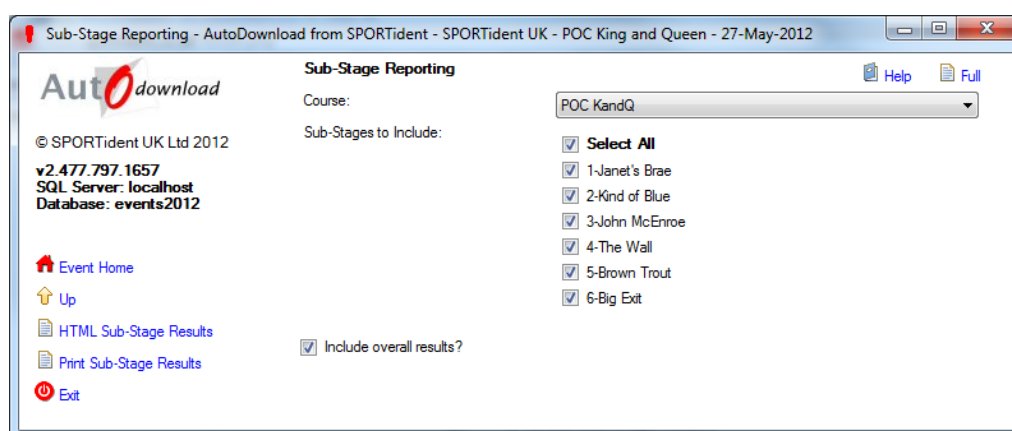 Sub-Stage Reporting - AutoDownload from SPORTident - SPORTident UK - POC King and Queen - 27-May-2012
AutOdownload
© SPORTident UK Ltd 2012
v2.477.797.1657
SQL Server: localhost
Database: events2012
Event Home
Up
HTML Sub-Stage Results
Print Sub-Stage Results
Exit
Sub-Stage Reporting
Help
Full
Course:
POC KandQ
Sub-Stages to Include:
Select All
1-Janet's Brae
2-Kind of Blue
3-John McEnroe
4-The Wall
5-Brown Trout
6-Big Exit
Include overall results?